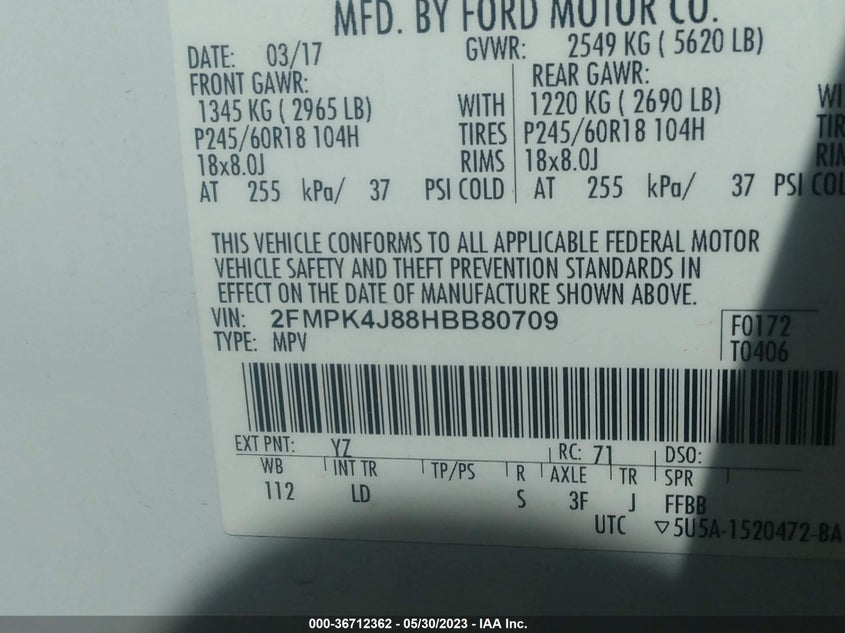 MFD. BY FORD MOTOR CO.
DATE: 03/17 GVWR: 2549 KG ( 5620 LB)
FRONT GAWR: REAR GAWR:
1345 KG ( 2965 LB) WITH 1220 KG ( 2690 LB)
P245/60R18 104H TIRES P245/60R18 104H
18x8.0J RIMS 18x8.0J
AT 255 kPa/ 37 PSI COLD AT 255 kPa/ 37 PSI
THIS VEHICLE CONFORMS TO ALL APPLICABLE FEDERAL MOTOR
VEHICLE SAFETY AND THEFT PREVENTION STANDARDS IN
EFFECT ON THE DATE OF MANUFACTURE SHOWN ABOVE.
VIN: 2FMPK4J88HBB80709 F0172
TYPE: MPV T0406
EXT PNT: YZ RC: 71 DSO:
WB INT TR TP/PS R AXLE TR SPR
112 LD S 3F J FFBB
UTC ▽5U5A-1520472-BA
000-36712362 - 05/30/2023 - IAA Inc.